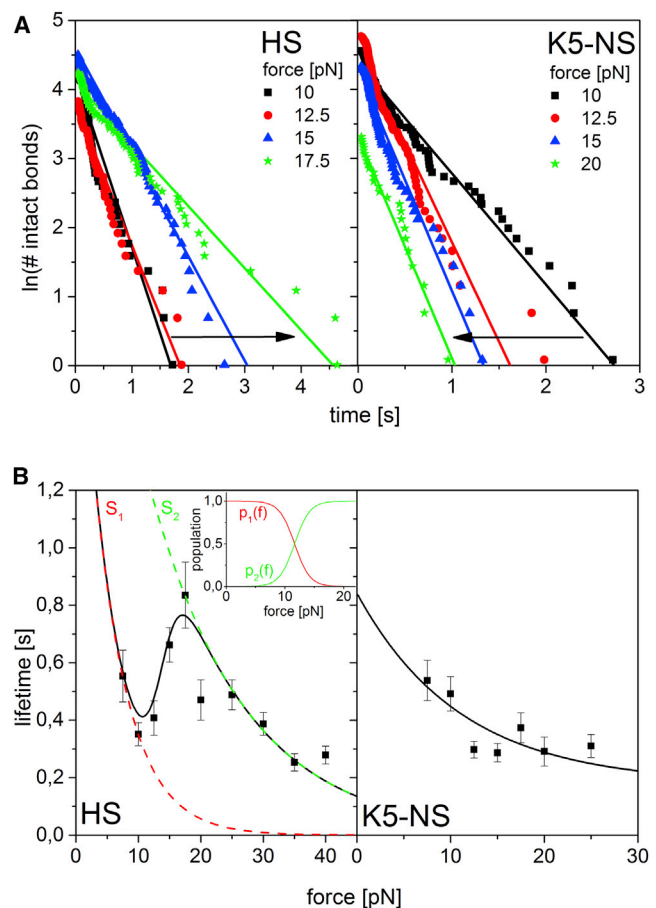 A
HS
force [pN]
10
12.5
15
17.5
K5-NS
force [pN]
10
12.5
15
20
ln(# intact bonds)
5
4
3
2
1
0
0 1 2 3 4 5
0 1 2 3
time [s]
B
1,2
1,0
0,8
0,6
0,4
0,2
0,0
lifetime [s]
S1
S2
1,0
0,5
0,0
population
p1(f)
p2(f)
0 10 20
force [pN]
HS
K5-NS
0 10 20 30 40
0 10 20 30
force [pN]